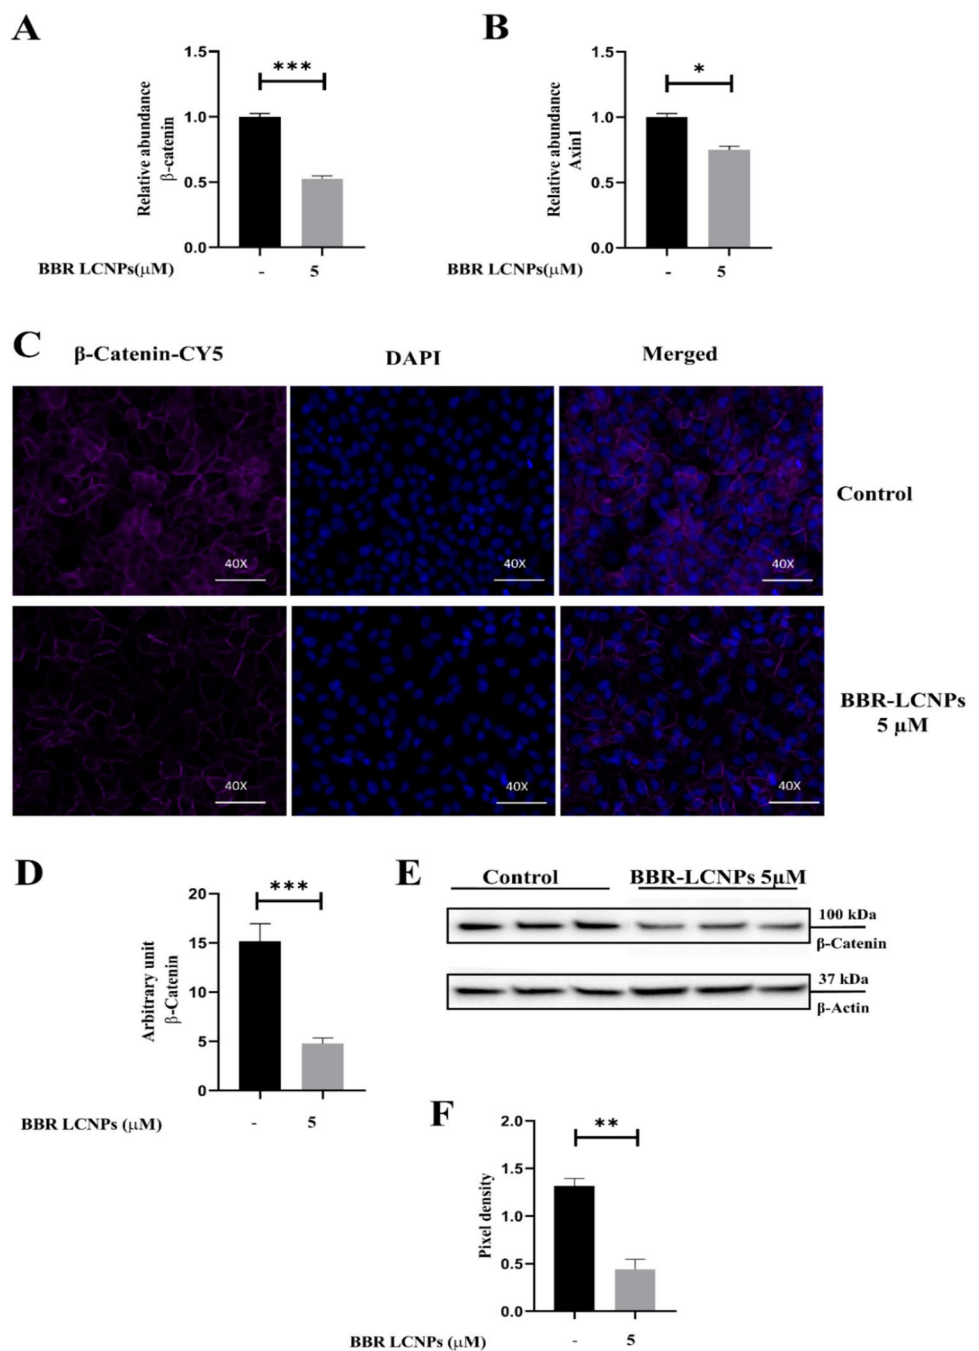 A
1.5
1.0
0.5
0.0
Relative abundance
β-catenin
***
BBR LCNPs(μM)
-
5
B
1.5
1.0
0.5
0.0
Relative abundance
Axin1
*
BBR LCNPs(μM)
-
5
C
β-Catenin-CY5
DAPI
Merged
40X
40X
40X
Control
40X
40X
40X
BBR-LCNPs
5 μM
D
20
15
10
5
0
Arbitrary unit
β-Catenin
***
BBR LCNPs (μM)
-
5
E
Control
BBR-LCNPs 5μM
100 kDa
β-Catenin
37 kDa
β-Actin
F
2.0
1.5
1.0
0.5
0.0
Pixel density
**
BBR LCNPs (μM)
-
5